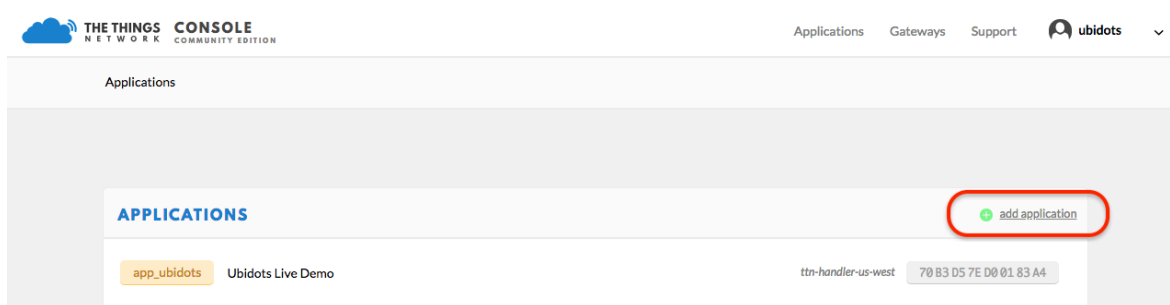 THE THINGS CONSOLE
NETWORK COMMUNITY EDITION
Applications Gateways Support ubidots
Applications
APPLICATIONS
add application
app_ubidots Ubidots Live Demo ttn-handler-us-west 70 B3 D5 7E D0 01 83 A4